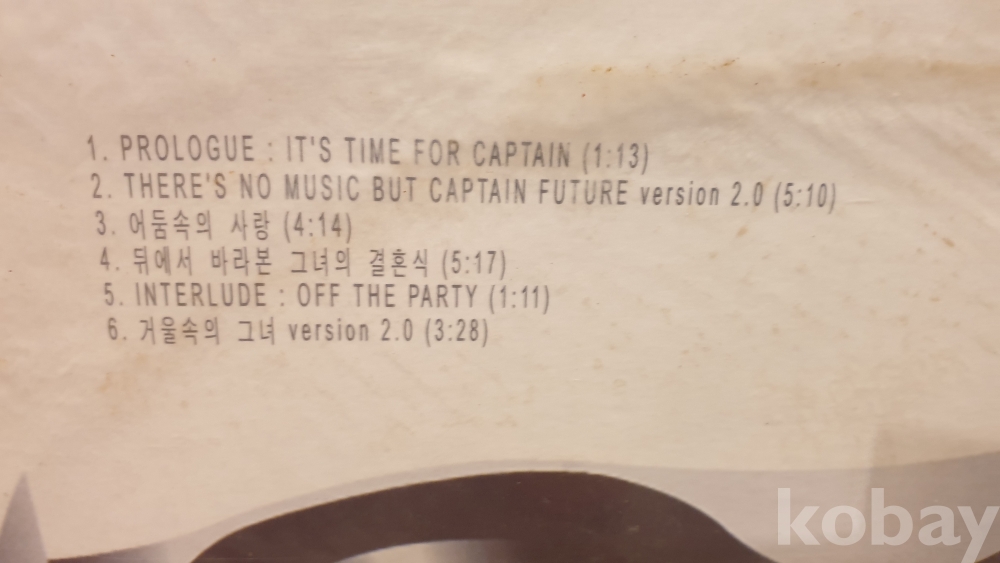 1. PROLOGUE : IT'S TIME FOR CAPTAIN (1:13)
2. THERE'S NO MUSIC BUT CAPTAIN FUTURE version 2.0 (5:10)
3. 어둠속의 사랑 (4:14)
4. 뒤에서 바라본 그녀의 결혼식 (5:17)
5. INTERLUDE : OFF THE PARTY (1:11)
6. 거울속의 그녀 version 2.0 (3:28)
kobay